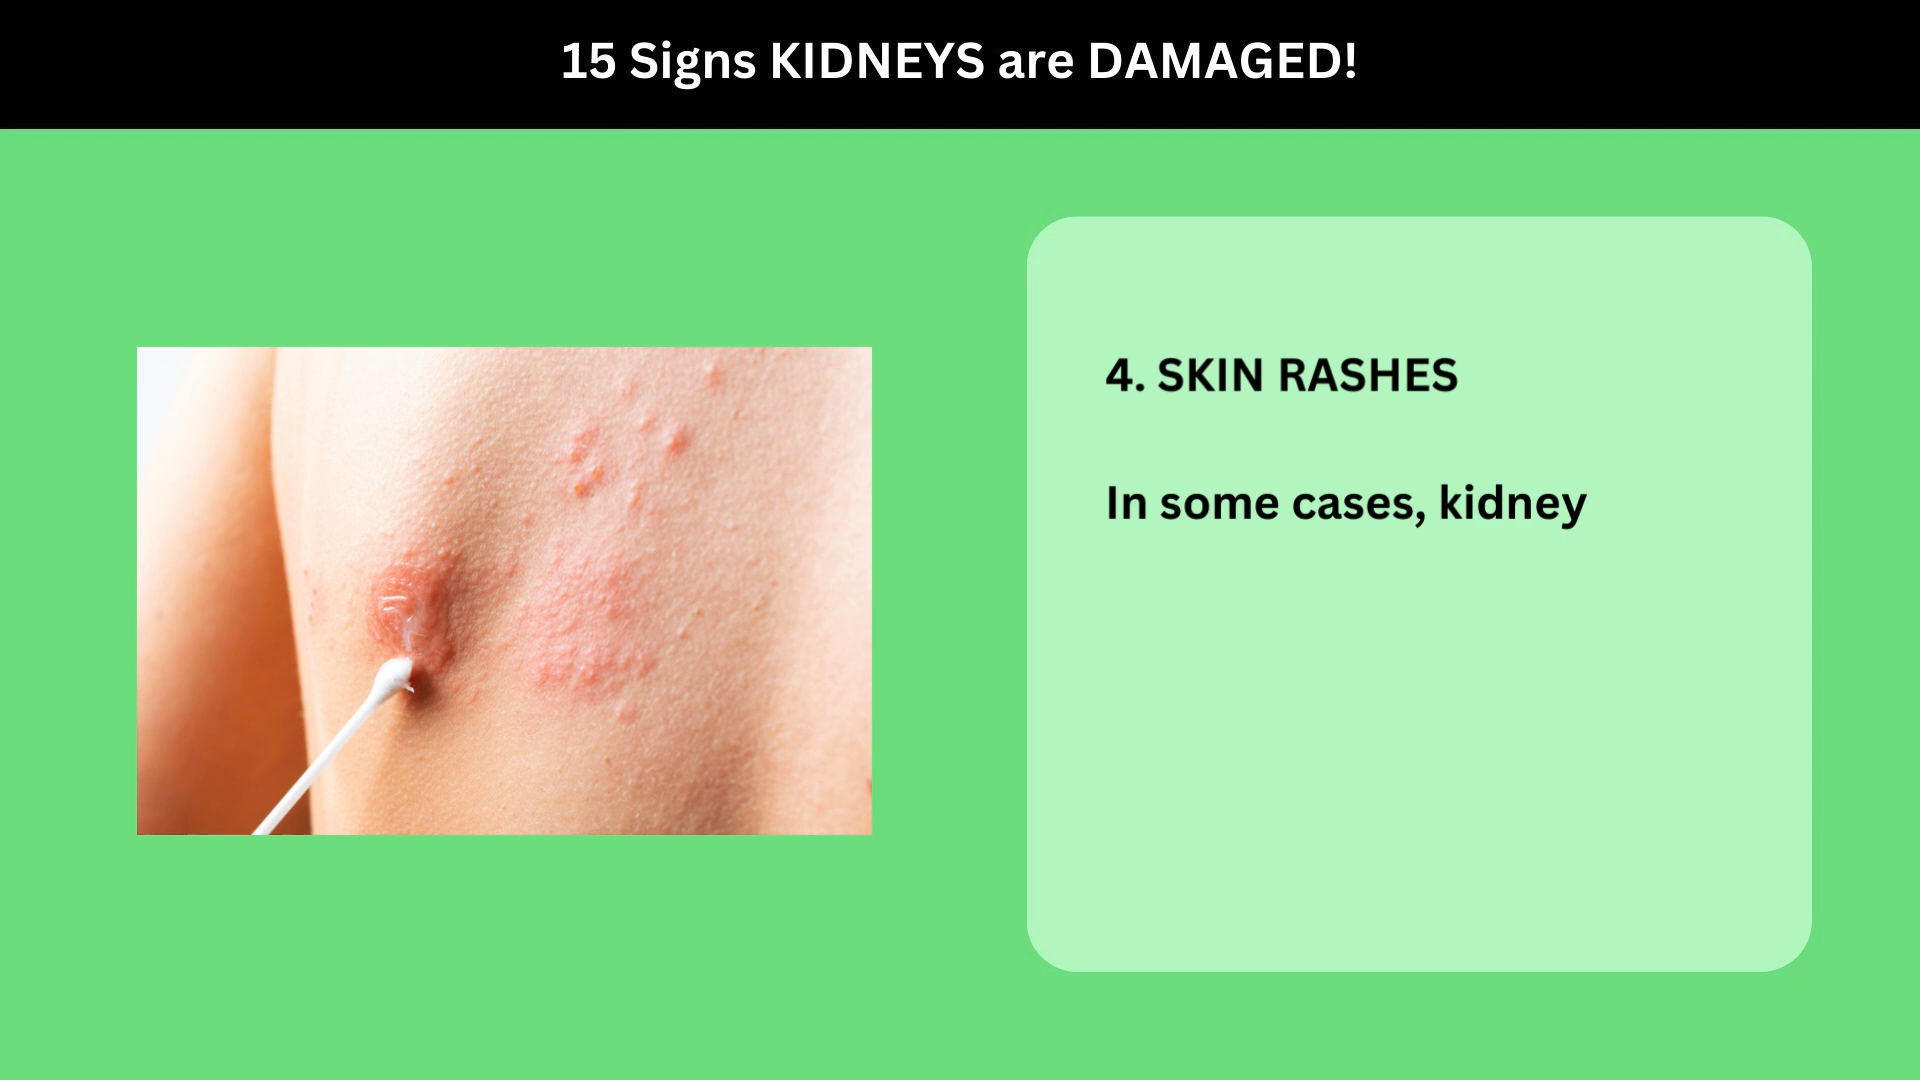 15 Signs KIDNEYS are DAMAGED!
4. SKIN RASHES
In some cases, kidney